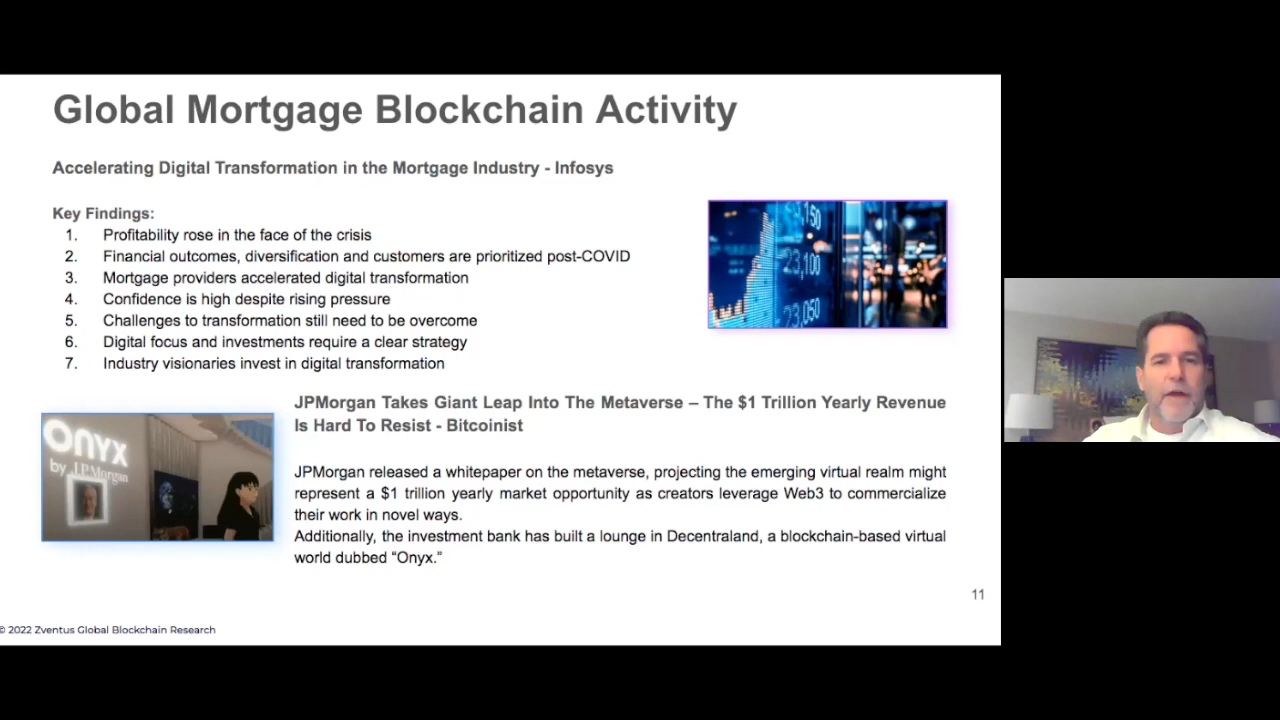 Global Mortgage Blockchain Activity
Accelerating Digital Transformation in the Mortgage Industry - Infosys
Key Findings:
1. Profitability rose in the face of the crisis
2. Financial outcomes, diversification and customers are prioritized post-COVID
3. Mortgage providers accelerated digital transformation
4. Confidence is high despite rising pressure
5. Challenges to transformation still need to be overcome
6. Digital focus and investments require a clear strategy
7. Industry visionaries invest in digital transformation
23,100
23,050
JPMorgan Takes Giant Leap Into The Metaverse – The $1 Trillion Yearly Revenue
Is Hard To Resist - Bitcoinist
onyx
by J.P.Morgan
JPMorgan released a whitepaper on the metaverse, projecting the emerging virtual realm might
represent a $1 trillion yearly market opportunity as creators leverage Web3 to commercialize
their work in novel ways.
Additionally, the investment bank has built a lounge in Decentraland, a blockchain-based virtual
world dubbed “Onyx.”
11
© 2022 Zventus Global Blockchain Research